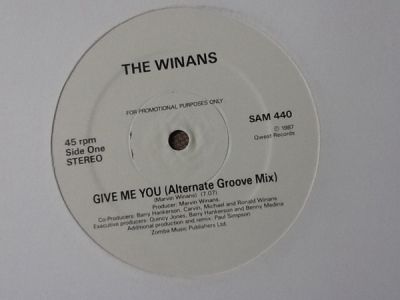 THE WINANS
FOR PROMOTIONAL PURPOSES ONLY
45 rpm
Side One
STEREO
SAM 440
℗ 1987
Qwest Records
GIVE ME YOU (Alternate Groove Mix)
(Marvin Winans) (7.07)
Producer: Marvin Winans.
Co-Producers: Barry Hankerson, Carvin, Michael and Ronald Winans
Executive producers: Quincy Jones, Barry Hankerson and Benny Medina
Additional production and remix: Paul Simpson
Zomba Music Publishers Ltd.